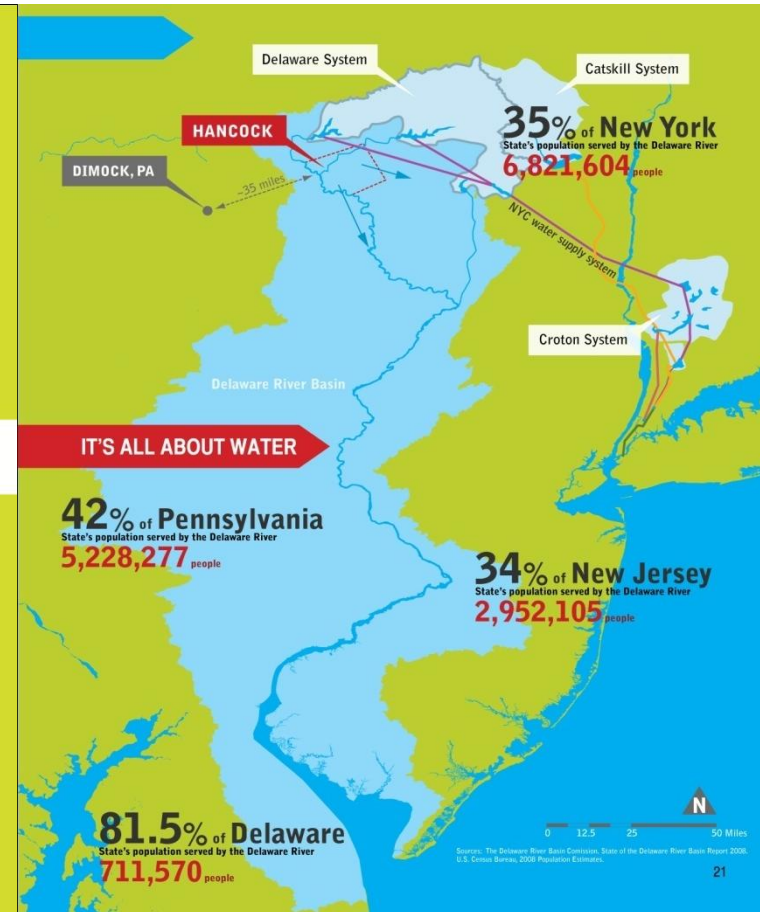 Delaware System
Catskill System
35% of New York
State's population served by the Delaware River
6,821,604 people
HANCOCK
DIMOCK, PA
~35 miles
NYC water supply system
Croton System
Delaware River Basin
IT'S ALL ABOUT WATER
42% of Pennsylvania
State's population served by the Delaware River
5,228,277 people
34% of New Jersey
State's population served by the Delaware River
2,952,105 people
81.5% of Delaware
State's population served by the Delaware River
711,570 people
N
0 12.5 25 50 Miles
Sources: The Delaware River Basin Comission. State of the Delaware River Basin Report 2008.
U.S. Census Bureau, 2008 Population Estimates.
21